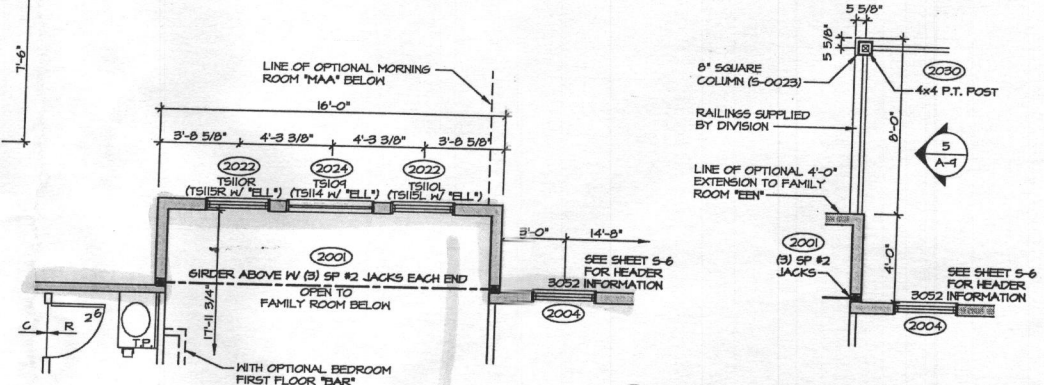 7'-6"
LINE OF OPTIONAL MORNING
ROOM "MAA" BELOW
16'-0"
3'-8 5/8" 4'-3 3/8" 4'-3 3/8" 3'-8 5/8"
2022 2024 2022
TS110R TS109 TS110L
(TS115R W/ "ELL") (TS114 W/ "ELL") (TS115L W/ "ELL")
3'-0" 14'-8"
2001
GIRDER ABOVE W/ (3) SP #2 JACKS EACH END
OPEN TO
FAMILY ROOM BELOW
17'-11 3/4"
SEE SHEET S-6
FOR HEADER
3052 INFORMATION
2004
C R
2 6
T.P.
WITH OPTIONAL BEDROOM
FIRST FLOOR "BAR"
5 5/8"
5 5/8"
8" SQUARE
COLUMN (S-0023)
2030
4x4 P.T. POST
RAILINGS SUPPLIED
BY DIVISION
8'-0"
5
A-9
LINE OF OPTIONAL 4'-0"
EXTENSION TO FAMILY
ROOM "EEN"
2001
(3) SP #2
JACKS
4'-0"
SEE SHEET S-6
FOR HEADER
3052 INFORMATION
2004